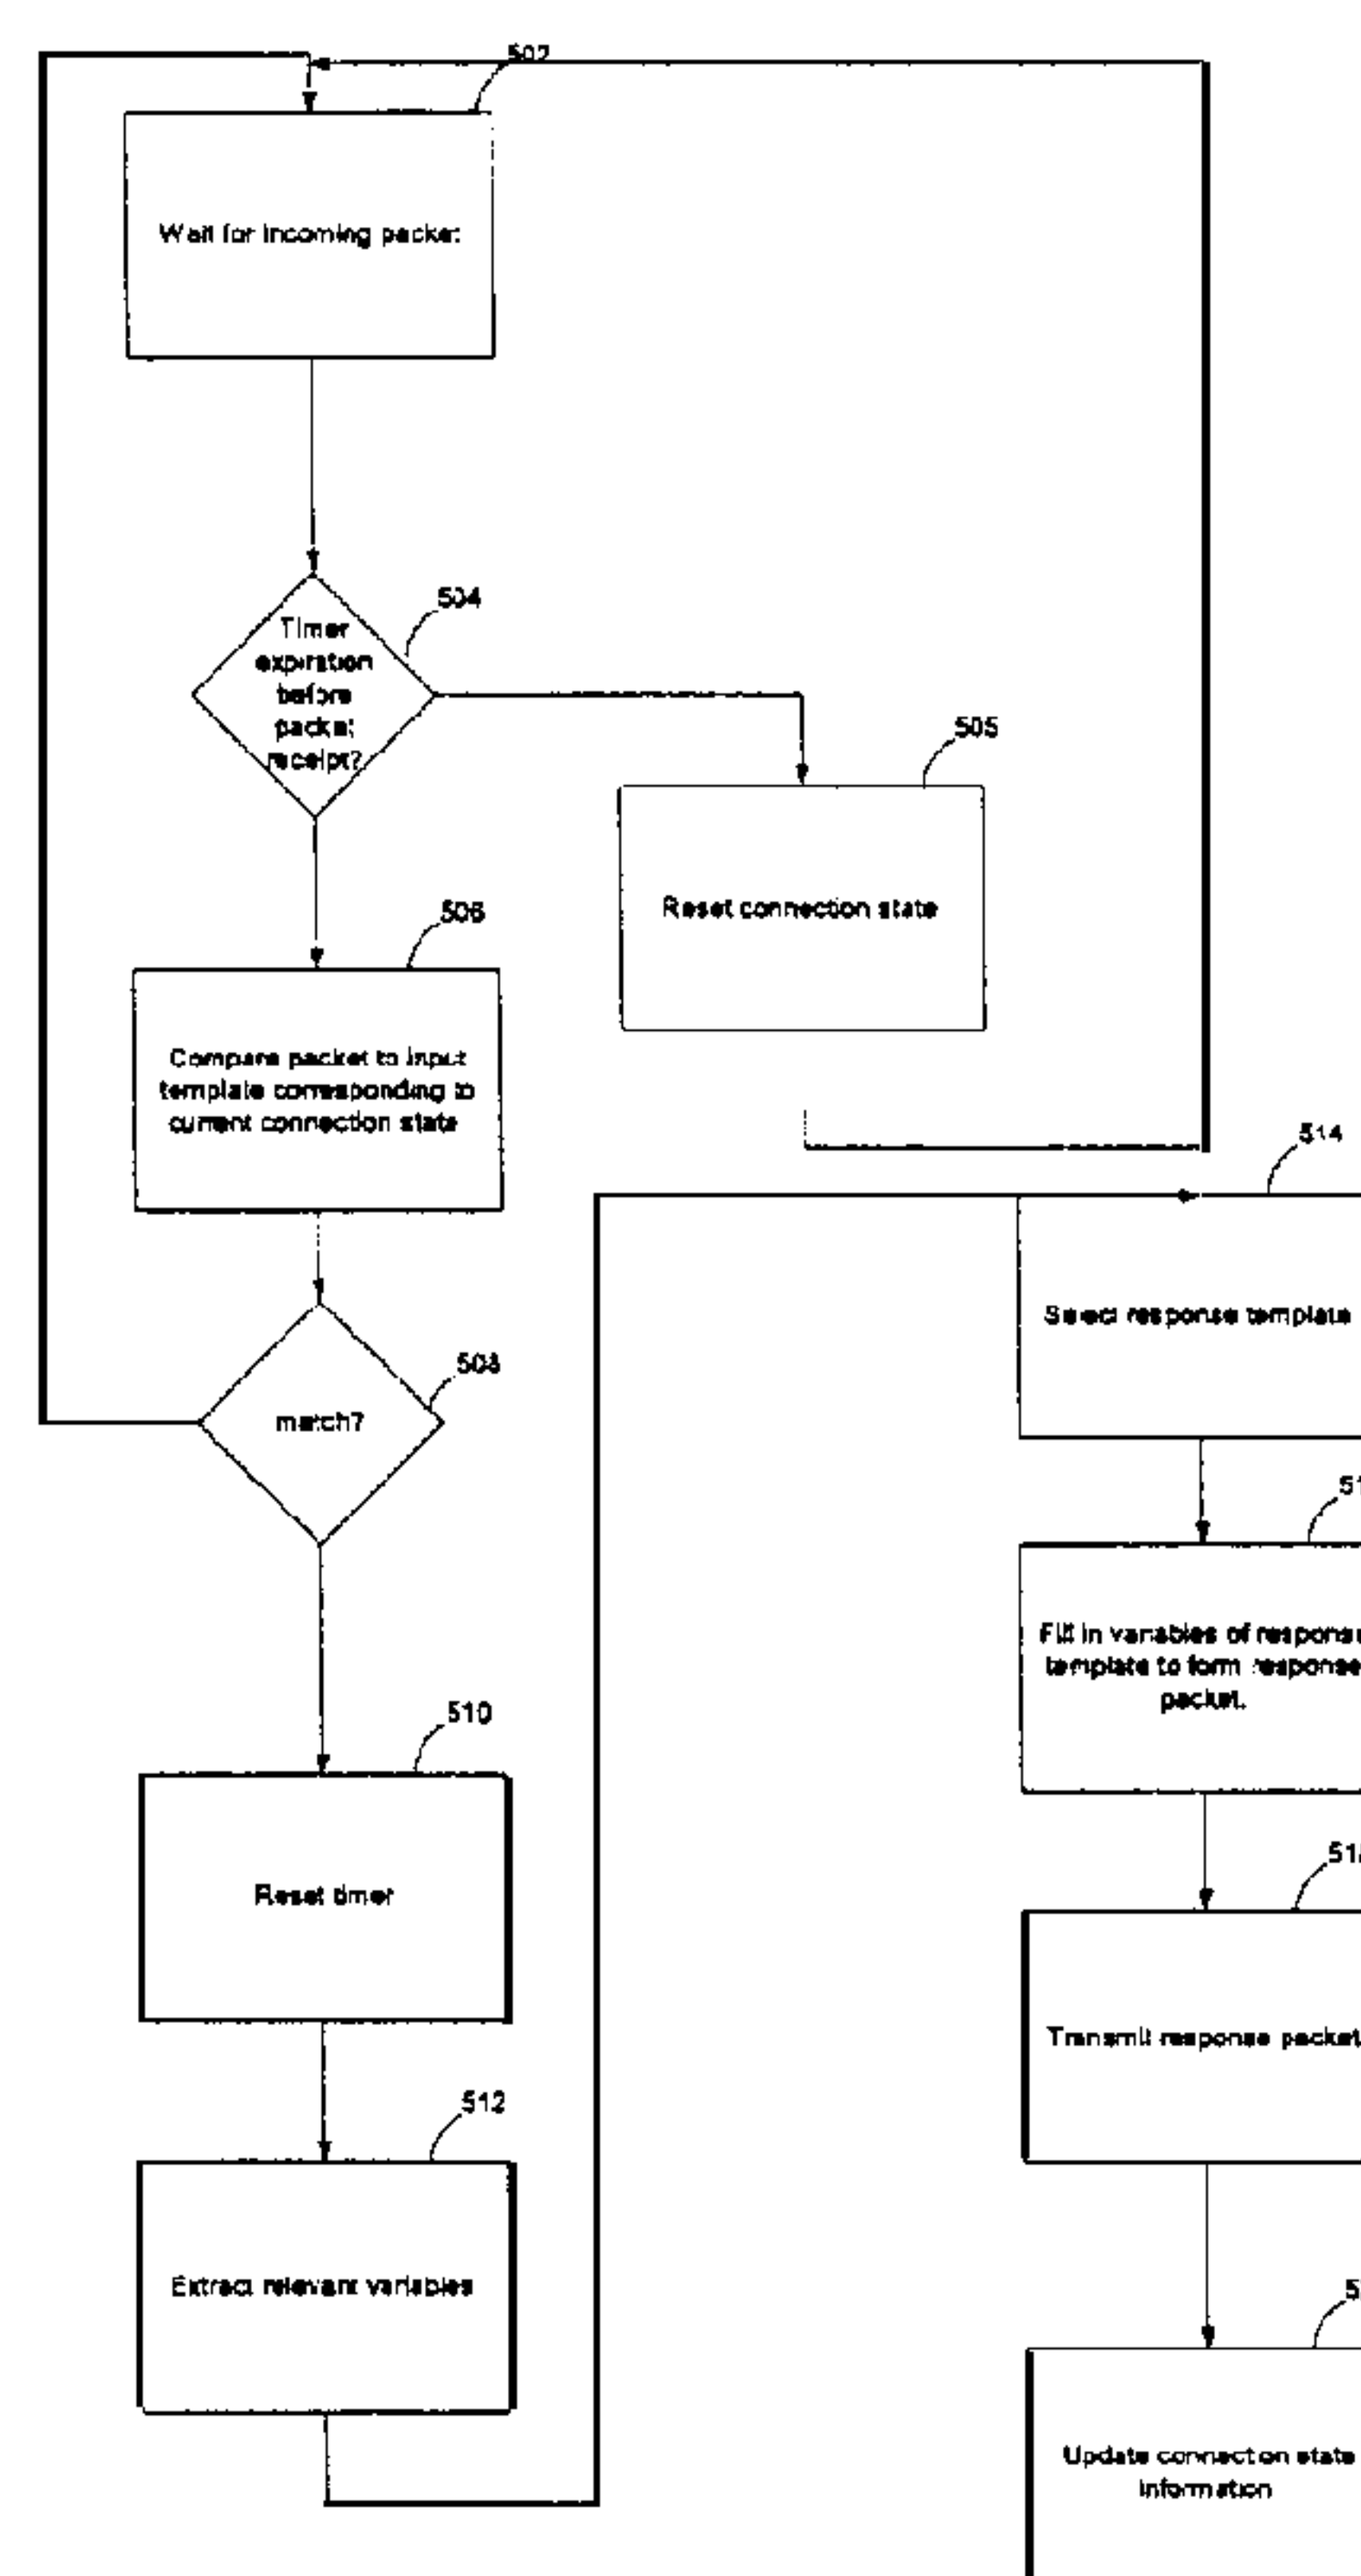 502
Wait for incoming packet
504
Timer
expiration
before
packet
receipt?
505
Reset connection state
506
Compare packet to input
template corresponding to
current connection state
508
match?
510
Reset timer
512
Extract relevant variables
514
Select response template
Fill in variables of response
template to form response
packet.
Transmit response packet
Update connection state
information